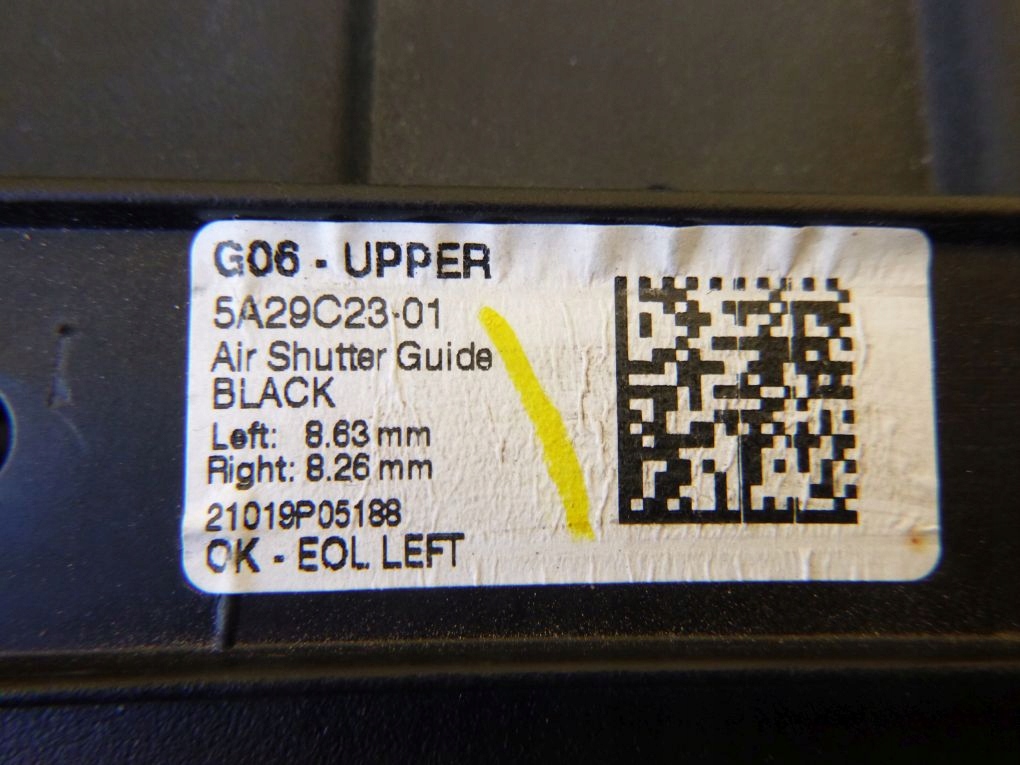 G06 - UPPER
5A29C23-01
Air Shutter Guide
BLACK
Left: 8.63 mm
Right: 8.26 mm
21019P05188
OK - EOL LEFT